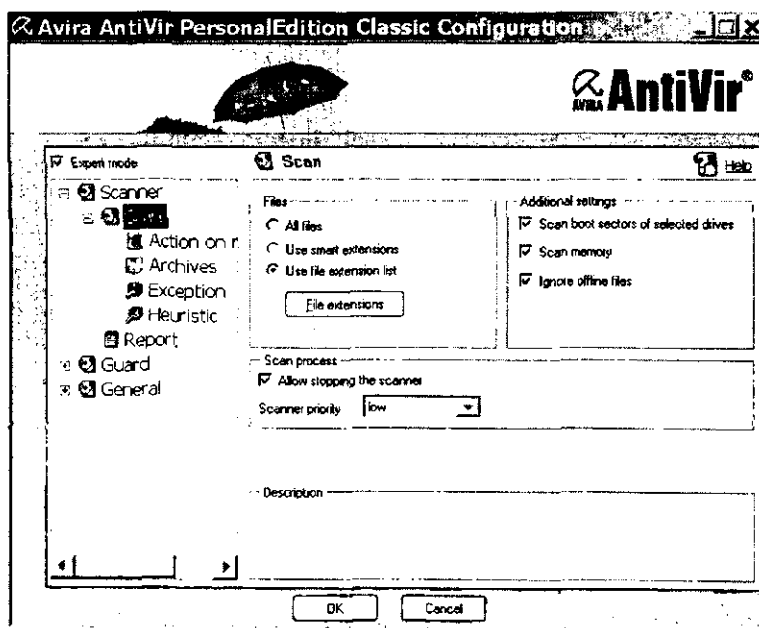 Avira AntiVir PersonalEdition Classic Configuration
AVIRA AntiVir®
Expert mode
Scan
Help
Scanner
Action on r
Archives
Exception
Heuristic
Report
Guard
General
Files
All files
Use smart extensions
Use file extension list
File extensions
Additional settings
Scan boot sectors of selected drives
Scan memory
Ignore offline files
Scan process
Allow stopping the scanner
Scanner priority low
Description
OK Cancel